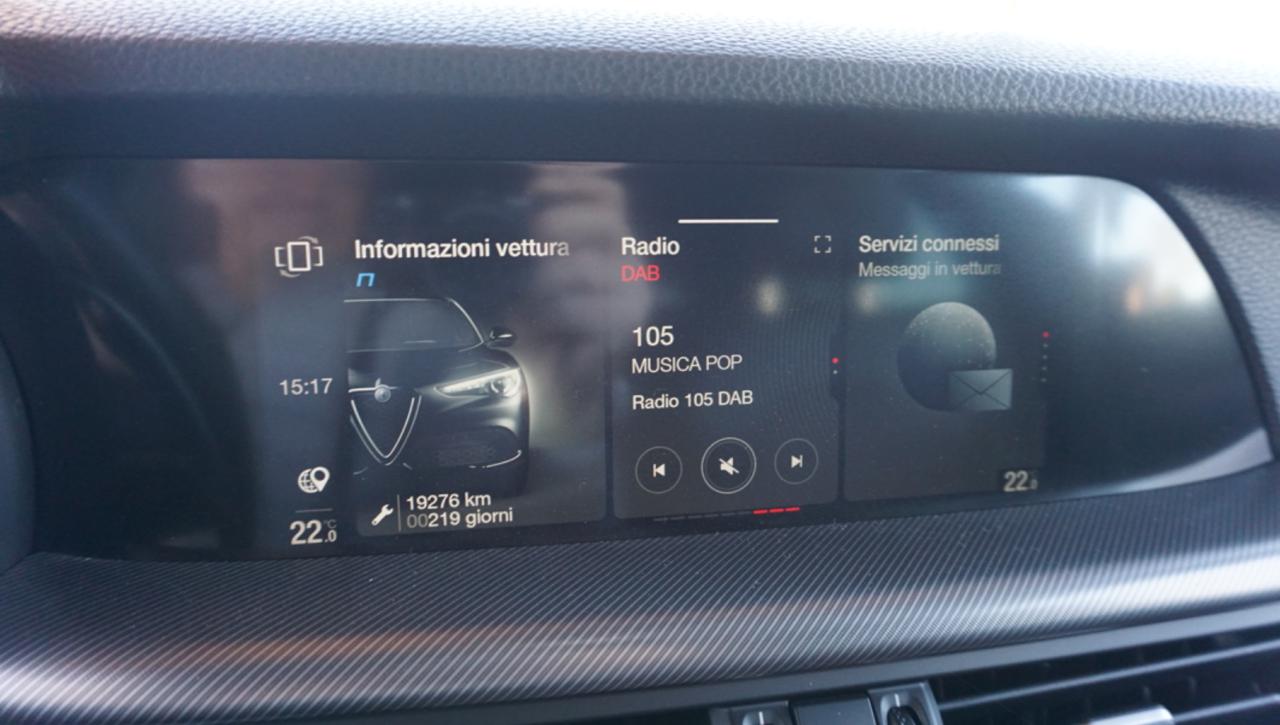 Informazioni vettura
n
15:17
22.0 °C
19276 km
00219 giorni
Radio
DAB
105
MUSICA POP
Radio 105 DAB
Servizi connessi
Messaggi in vettura
22.0